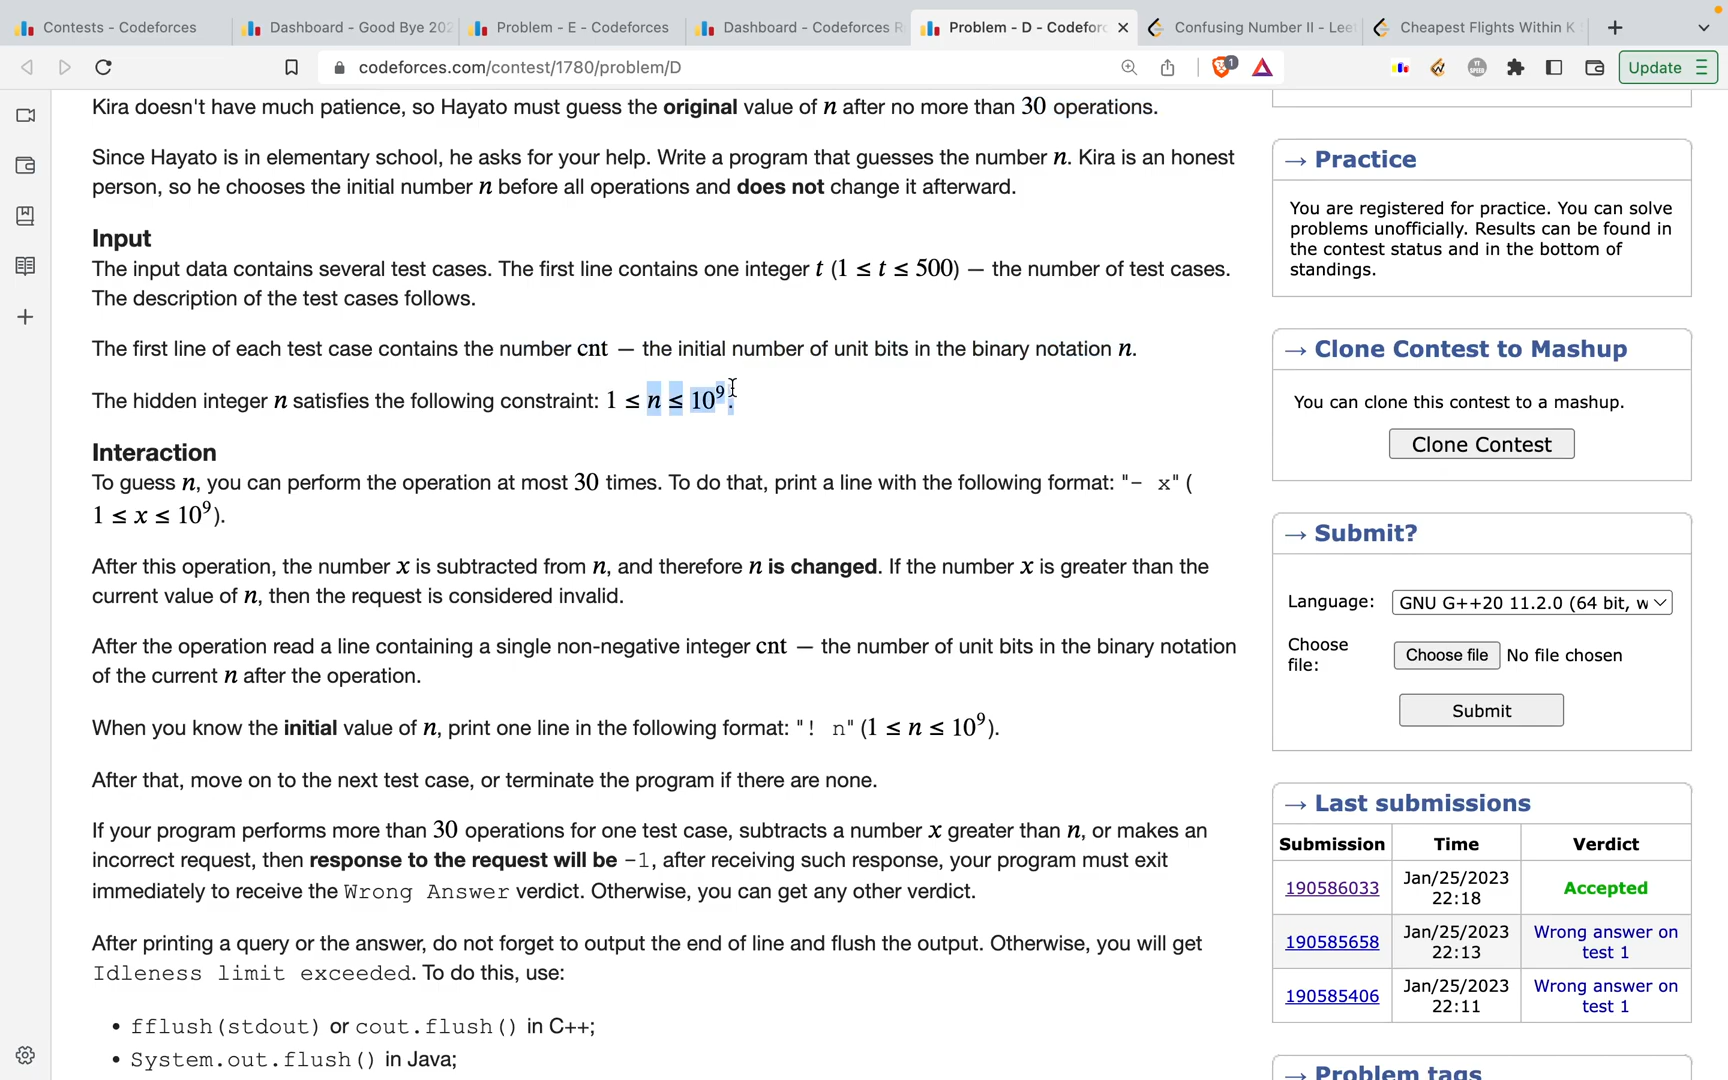 Contests - Codeforces
Dashboard - Good Bye 202
Problem - E - Codeforces
Dashboard - Codeforces R
Problem - D - Codeforc
Confusing Number II - Lee
Cheapest Flights Within K
codeforces.com/contest/1780/problem/D
1
Update
Kira doesn't have much patience, so Hayato must guess the original value of n after no more than 30 operations.
Since Hayato is in elementary school, he asks for your help. Write a program that guesses the number n. Kira is an honest
person, so he chooses the initial number n before all operations and does not change it afterward.
Input
The input data contains several test cases. The first line contains one integer t (1 ≤ t ≤ 500) — the number of test cases.
The description of the test cases follows.
The first line of each test case contains the number cnt — the initial number of unit bits in the binary notation n.
The hidden integer n satisfies the following constraint: 1 ≤ n ≤ 10⁹.
Interaction
To guess n, you can perform the operation at most 30 times. To do that, print a line with the following format: "- x" (
1 ≤ x ≤ 10⁹).
After this operation, the number x is subtracted from n, and therefore n is changed. If the number x is greater than the
current value of n, then the request is considered invalid.
After the operation read a line containing a single non-negative integer cnt — the number of unit bits in the binary notation
of the current n after the operation.
When you know the initial value of n, print one line in the following format: "! n" (1 ≤ n ≤ 10⁹).
After that, move on to the next test case, or terminate the program if there are none.
If your program performs more than 30 operations for one test case, subtracts a number x greater than n, or makes an
incorrect request, then response to the request will be -1, after receiving such response, your program must exit
immediately to receive the Wrong Answer verdict. Otherwise, you can get any other verdict.
After printing a query or the answer, do not forget to output the end of line and flush the output. Otherwise, you will get
Idleness limit exceeded. To do this, use:
• fflush(stdout) or cout.flush() in C++;
• System.out.flush() in Java;
→ Practice
You are registered for practice. You can solve
problems unofficially. Results can be found in
the contest status and in the bottom of
standings.
→ Clone Contest to Mashup
You can clone this contest to a mashup.
Clone Contest
→ Submit?
Language: GNU G++20 11.2.0 (64 bit, w
Choose
file: Choose file No file chosen
Submit
→ Last submissions
Submission Time Verdict
190586033 Jan/25/2023 22:18 Accepted
190585658 Jan/25/2023 22:13 Wrong answer on test 1
190585406 Jan/25/2023 22:11 Wrong answer on test 1
→ Problem tags